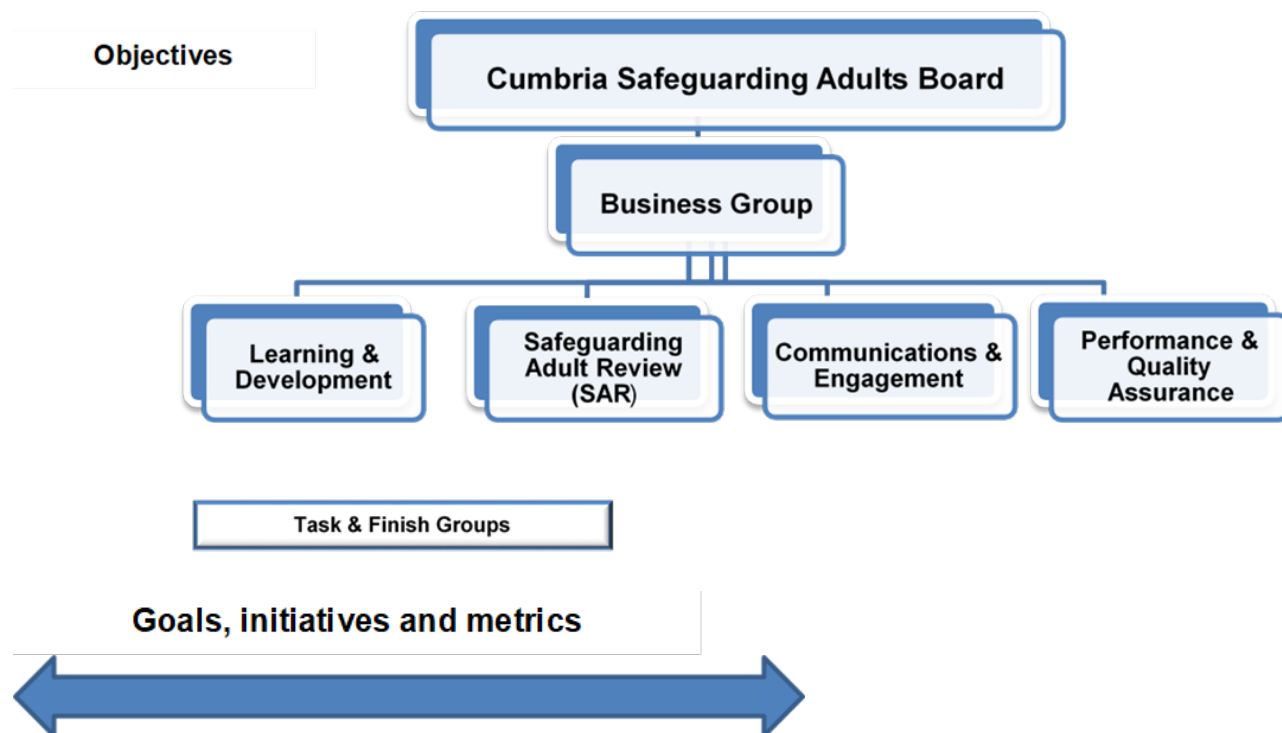 Objectives
Cumbria Safeguarding Adults Board
Business Group
Learning &
Development
Safeguarding
Adult Review
(SAR)
Communications &
Engagement
Performance &
Quality
Assurance
Task & Finish Groups
Goals, initiatives and metrics